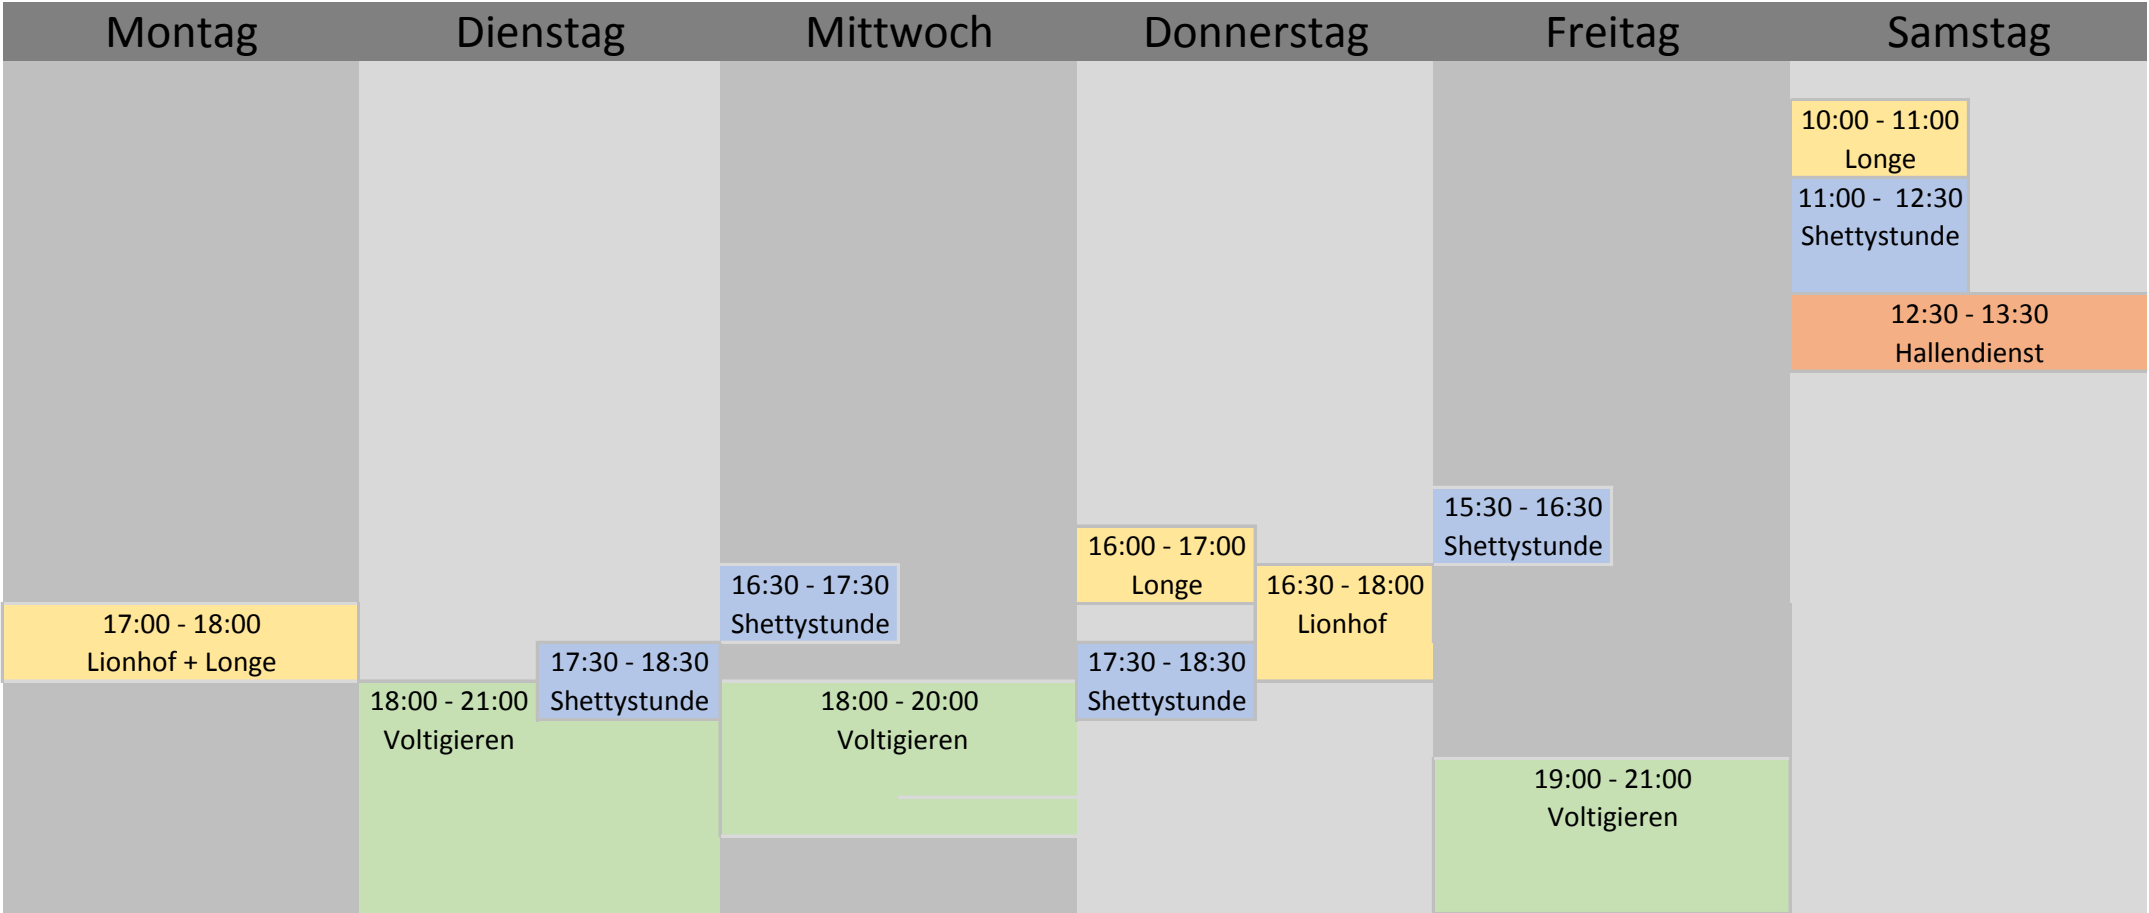 Montag
Dienstag
Mittwoch
Donnerstag
Freitag
Samstag
17:00 - 18:00
Lionhof + Longe
18:00 - 21:00
Voltigieren
17:30 - 18:30
Shettystunde
16:30 - 17:30
Shettystunde
18:00 - 20:00
Voltigieren
16:00 - 17:00
Longe
16:30 - 18:00
Lionhof
17:30 - 18:30
Shettystunde
15:30 - 16:30
Shettystunde
19:00 - 21:00
Voltigieren
10:00 - 11:00
Longe
11:00 -  12:30
Shettystunde
12:30 - 13:30
Hallendienst